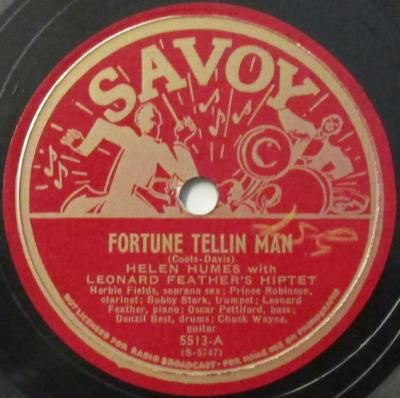 SAVOY
C
FORTUNE TELLIN MAN
(Coots-Davis)
HELEN HUMES with
LEONARD FEATHER'S HIPTET
Herbie Fields, soprano sax; Prince Robinson,
clarinet; Bobby Stark, trumpet; Leonard
Feather, piano; Oscar Pettiford, bass;
Denzil Best, drums; Chuck Wayne,
guitar
5513-A
(S-5747)
NOT LICENSED FOR RADIO BROADCAST - FOR HOME USE ON PHONOGRAPHS